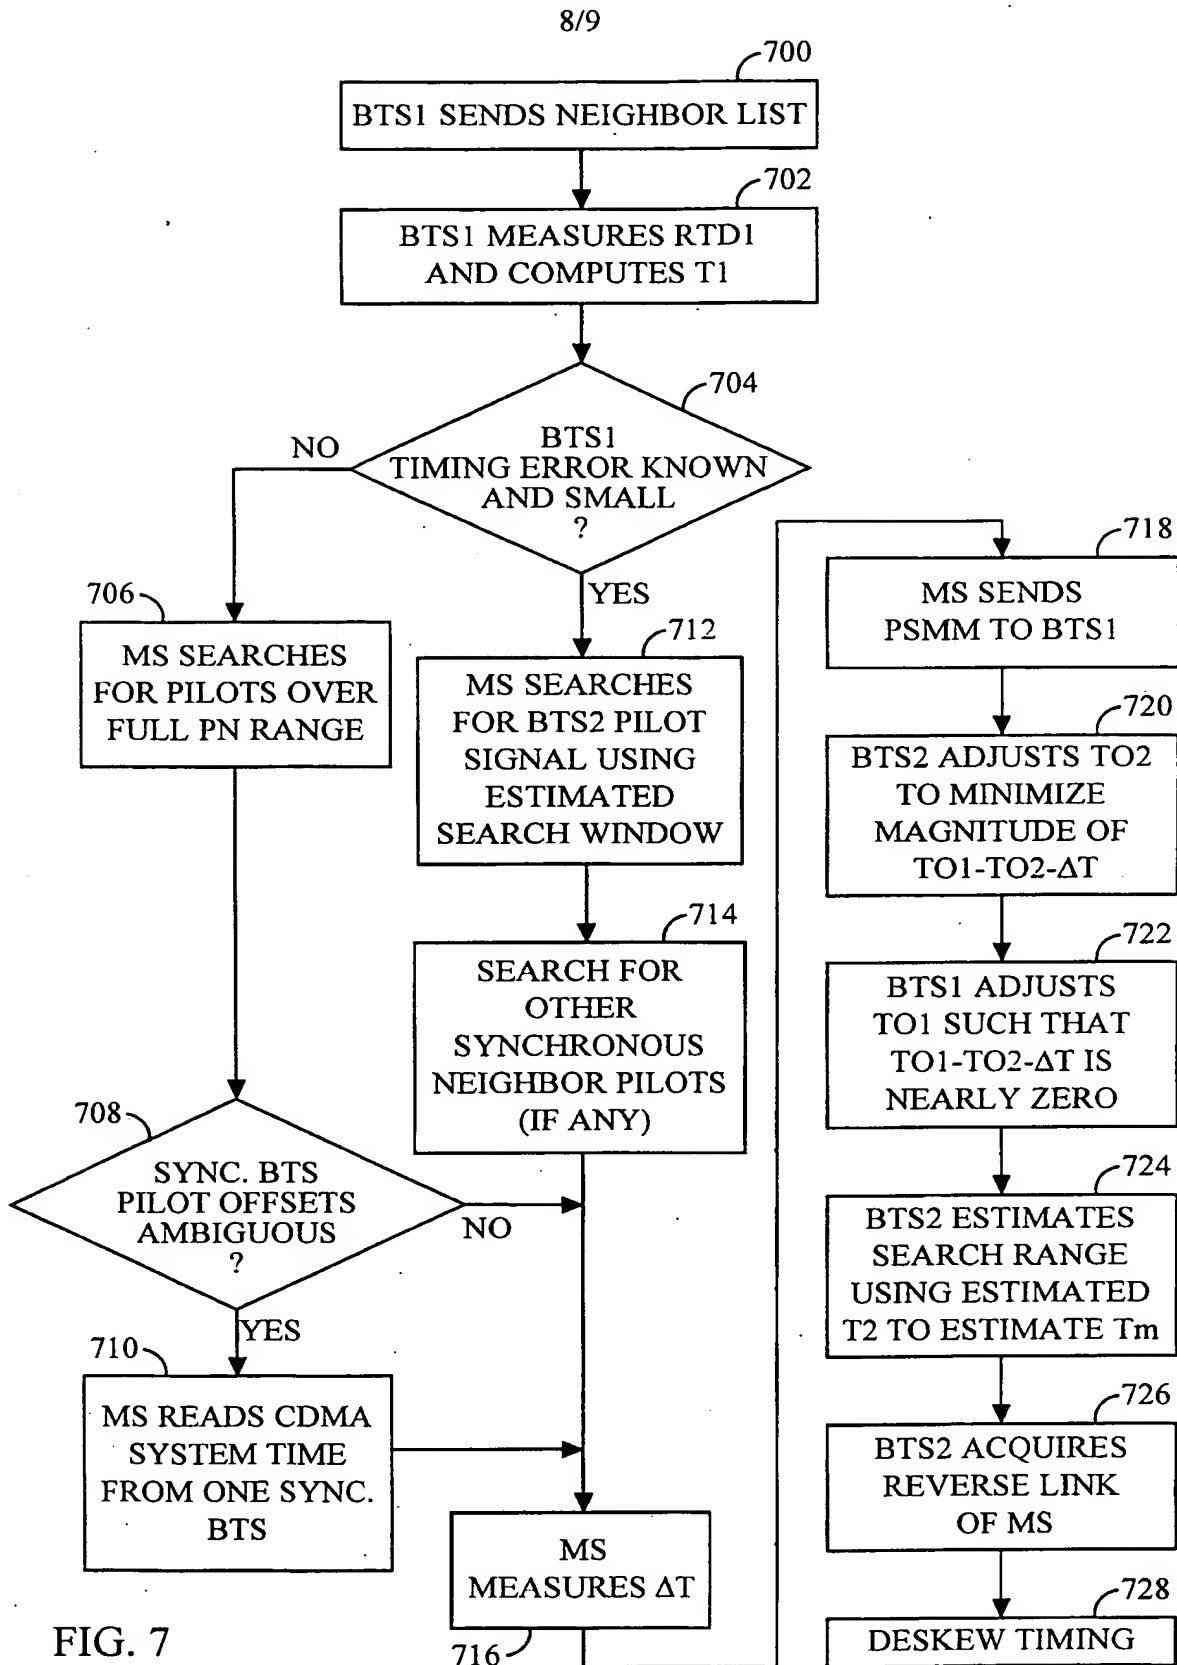 8/9
700
BTS1 SENDS NEIGHBOR LIST
702
BTS1 MEASURES RTD1
AND COMPUTES T1
704
BTS1
TIMING ERROR KNOWN
AND SMALL
?
NO
YES
706
MS SEARCHES
FOR PILOTS OVER
FULL PN RANGE
708
SYNC. BTS
PILOT OFFSETS
AMBIGUOUS
?
NO
YES
710
MS READS CDMA
SYSTEM TIME
FROM ONE SYNC.
BTS
712
MS SEARCHES
FOR BTS2 PILOT
SIGNAL USING
ESTIMATED
SEARCH WINDOW
714
SEARCH FOR
OTHER
SYNCHRONOUS
NEIGHBOR PILOTS
(IF ANY)
MS
MEASURES ΔT
716
718
MS SENDS
PSMM TO BTS1
720
BTS2 ADJUSTS TO2
TO MINIMIZE
MAGNITUDE OF
TO1-TO2-ΔT
722
BTS1 ADJUSTS
TO1 SUCH THAT
TO1-TO2-ΔT IS
NEARLY ZERO
724
BTS2 ESTIMATES
SEARCH RANGE
USING ESTIMATED
T2 TO ESTIMATE Tm
726
BTS2 ACQUIRES
REVERSE LINK
OF MS
728
DESKEW TIMING
FIG. 7